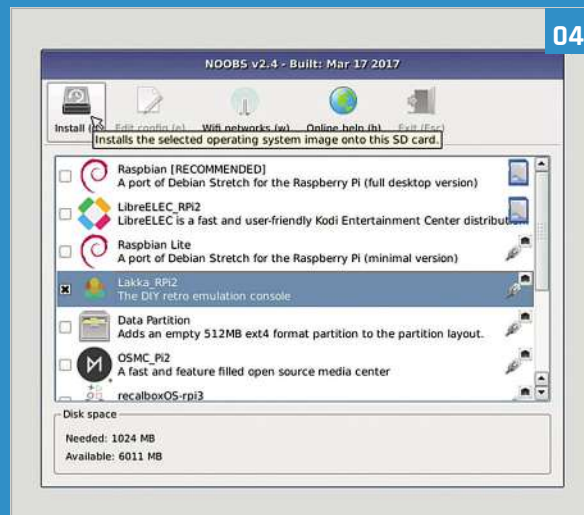 04
NOOBS v2.4 - Built: Mar 17 2017
Install (i) Edit config (e) Wifi networks (w) Online help (h) Exit (Esc)
Installs the selected operating system image onto this SD card.
Raspbian [RECOMMENDED]
A port of Debian Stretch for the Raspberry Pi (full desktop version)
LibreELEC_RPi2
LibreELEC is a fast and user-friendly Kodi Entertainment Center distribut
Raspbian Lite
A port of Debian Stretch for the Raspberry Pi (minimal version)
Lakka_RPi2
The DIY retro emulation console
Data Partition
Adds an empty 512MB ext4 format partition to the partition layout.
OSMC_Pi2
A fast and feature filled open source media center
recalboxOS-rpi3
Disk space
Needed: 1024 MB
Available: 6011 MB